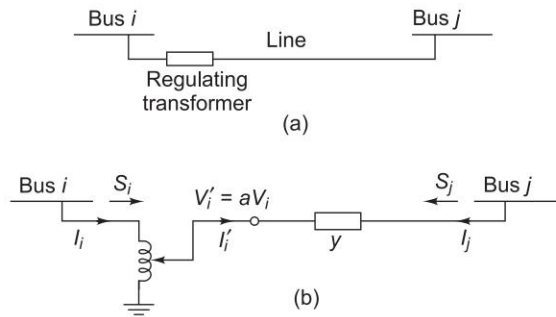 Bus i
Bus j
Line
Regulating
transformer
(a)
Bus i
S_i
V_i' = aV_i
S_j
Bus j
I_i
I_i'
y
I_j
(b)